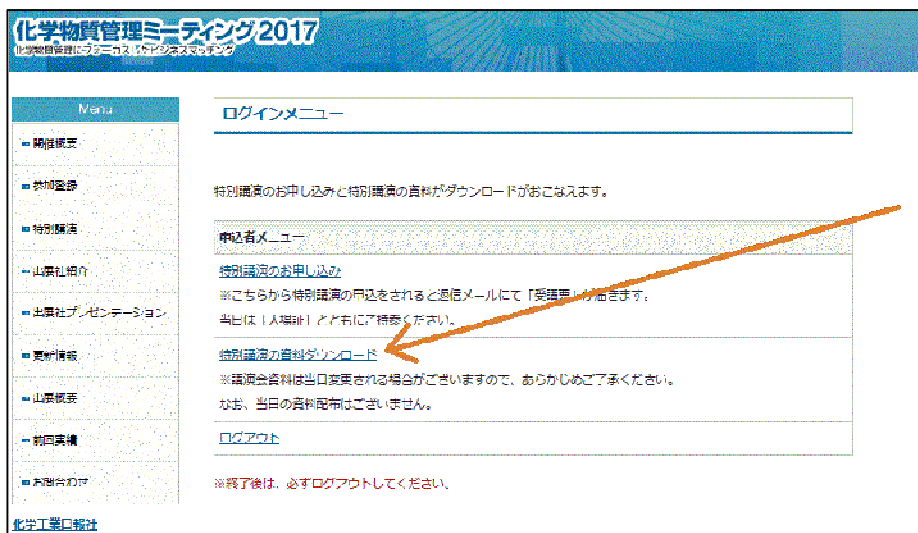 化学物質管理ミーティング2017
化学物質管理にフォーカスしたビジネスマッチング
Menu
開催概要
参加登録
特別講演
出展社紹介
出展社プレゼンテーション
更新情報
出展概要
前回実績
お問合わせ
化学工業日報社
ログインメニュー
特別講演のお申し込みと特別講演の資料がダウンロードがおこなえます。
申込者メニュー
特別講演のお申し込み
※こちらから特別講演の申込をされると返信メールにて「受講票」が届きます。
当日は「入場証」とともにご持参ください。
特別講演の資料ダウンロード
※講演会資料は当日変更される場合がございますので、あらかじめご了承ください。
なお、当日の資料配布はございません。
ログアウト
※終了後は、必ずログアウトしてください。